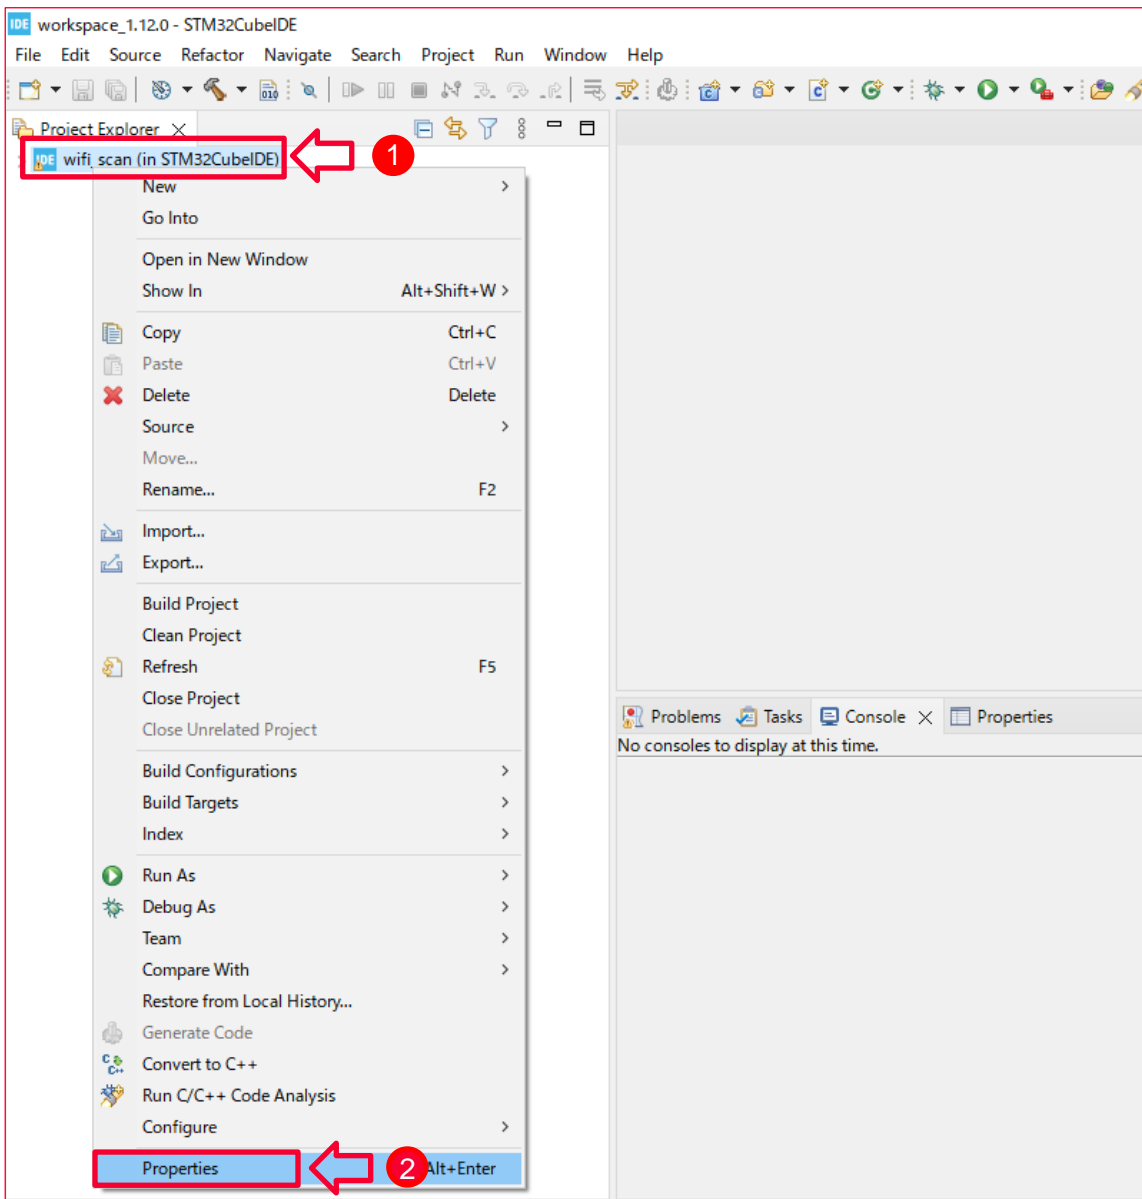 IDE workspace_1.12.0 - STM32CubeIDE
File Edit Source Refactor Navigate Search Project Run Window Help
010
Project Explorer
IDE wifi_scan (in STM32CubeIDE) 1
New
Go Into
Open in New Window
Show In Alt+Shift+W
Copy Ctrl+C
Paste Ctrl+V
Delete Delete
Source
Move...
Rename... F2
Import...
Export...
Build Project
Clean Project
Refresh F5
Close Project
Close Unrelated Project
Build Configurations
Build Targets
Index
Run As
Debug As
Team
Compare With
Restore from Local History...
Generate Code
Convert to C++
Run C/C++ Code Analysis
Configure
Properties 2 Alt+Enter
Problems Tasks Console Properties
No consoles to display at this time.